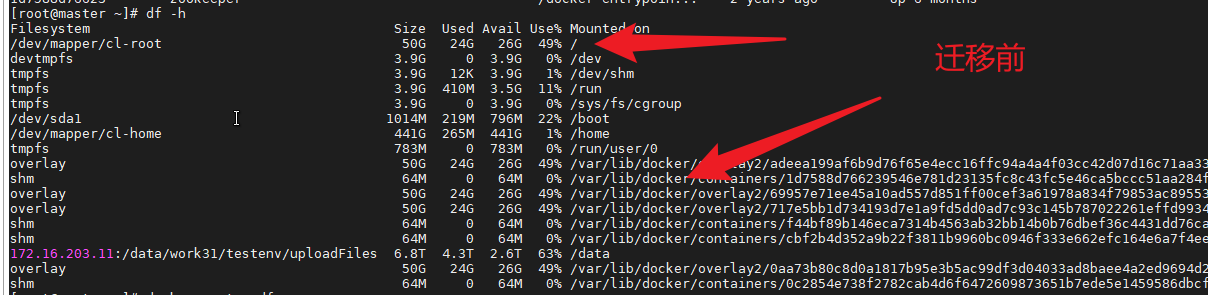 [root@master ~]# df -h
Filesystem Size Used Avail Use% Mounted on
/dev/mapper/cl-root 50G 24G 26G 49% /
devtmpfs 3.9G 0 3.9G 0% /dev
tmpfs 3.9G 12K 3.9G 1% /dev/shm
tmpfs 3.9G 410M 3.5G 11% /run
tmpfs 3.9G 0 3.9G 0% /sys/fs/cgroup
/dev/sda1 1014M 219M 796M 22% /boot
/dev/mapper/cl-home 441G 265M 441G 1% /home
tmpfs 783M 0 783M 0% /run/user/0
overlay 50G 24G 26G 49% /var/lib/docker/overlay2/adeea199af6b9d76f65e4ecc16ffc94a4a4f03cc42d07d16c71aa33
shm 64M 0 64M 0% /var/lib/docker/containers/1d7588d766239546e781d23135fc8c43fc5e46ca5bccc51aa284f
overlay 50G 24G 26G 49% /var/lib/docker/overlay2/69957e71ee45a10ad557d851ff00cef3a61978a834f79853ac89553
overlay 50G 24G 26G 49% /var/lib/docker/overlay2/717e5bb1d734193d7e1a9fd5dd0ad7c93c145b787022261effd9934
shm 64M 0 64M 0% /var/lib/docker/containers/f44bf89b146eca7314b4563ab32bb14b0b76dbef36c4431dd76ca
shm 64M 0 64M 0% /var/lib/docker/containers/cbf2b4d352a9b22f3811b9960bc0946f333e662efc164e6a7f4ee
172.16.203.11:/data/work31/testenv/uploadFiles 6.8T 4.3T 2.6T 63% /data
overlay 50G 24G 26G 49% /var/lib/docker/overlay2/0aa73b80c8d0a1817b95e3b5ac99df3d04033ad8baee4a2ed9694d2
shm 64M 0 64M 0% /var/lib/docker/containers/0c2854e738f2782cab4d6f6472609873651b7ede5e1459586dbcf
迁移前